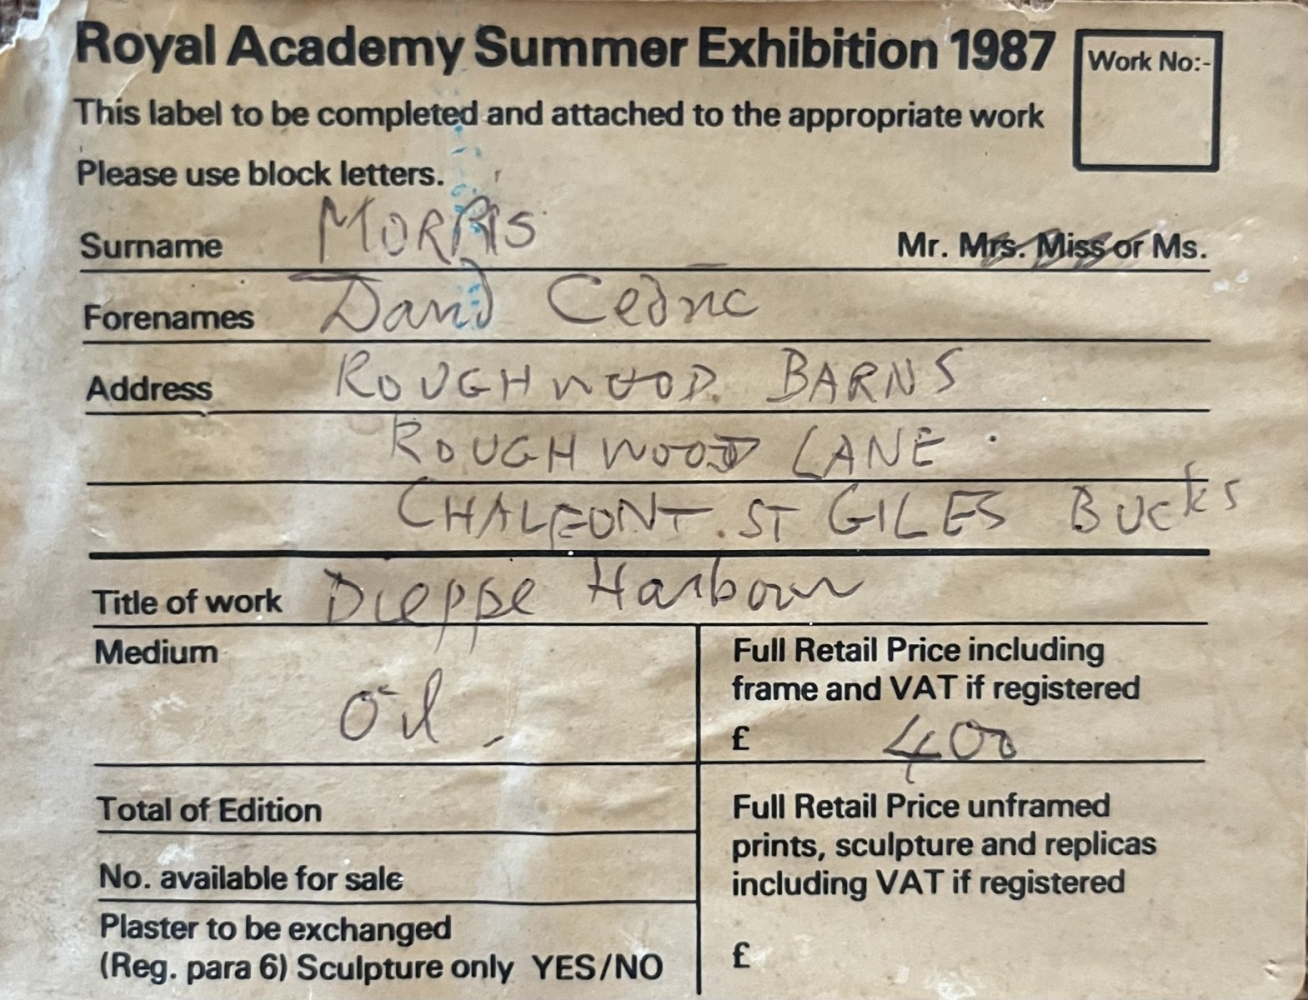 Royal Academy Summer Exhibition 1987
Work No:-
This label to be completed and attached to the appropriate work
Please use block letters.
Surname MORRIS Mr. Mrs. Miss or Ms.
Forenames David Cedric
Address ROUGHWOOD. BARNS
ROUGHWOOD LANE.
CHALFONT. ST GILES Bucks
Title of work Dieppe Harbour
Medium
Oil
Full Retail Price including
frame and VAT if registered
£ 400
Total of Edition
No. available for sale
Plaster to be exchanged
(Reg. para 6) Sculpture only YES/NO
Full Retail Price unframed
prints, sculpture and replicas
including VAT if registered
£